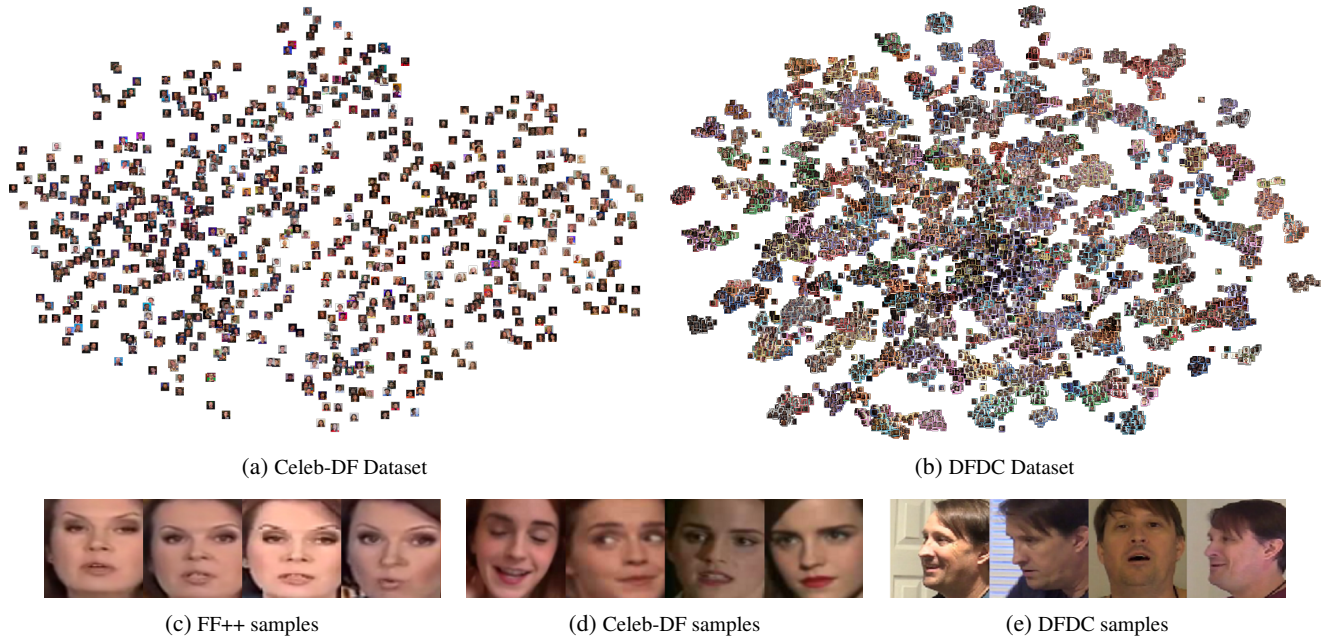 (a) Celeb-DF Dataset
(b) DFDC Dataset
(c) FF++ samples
(d) Celeb-DF samples
(e) DFDC samples